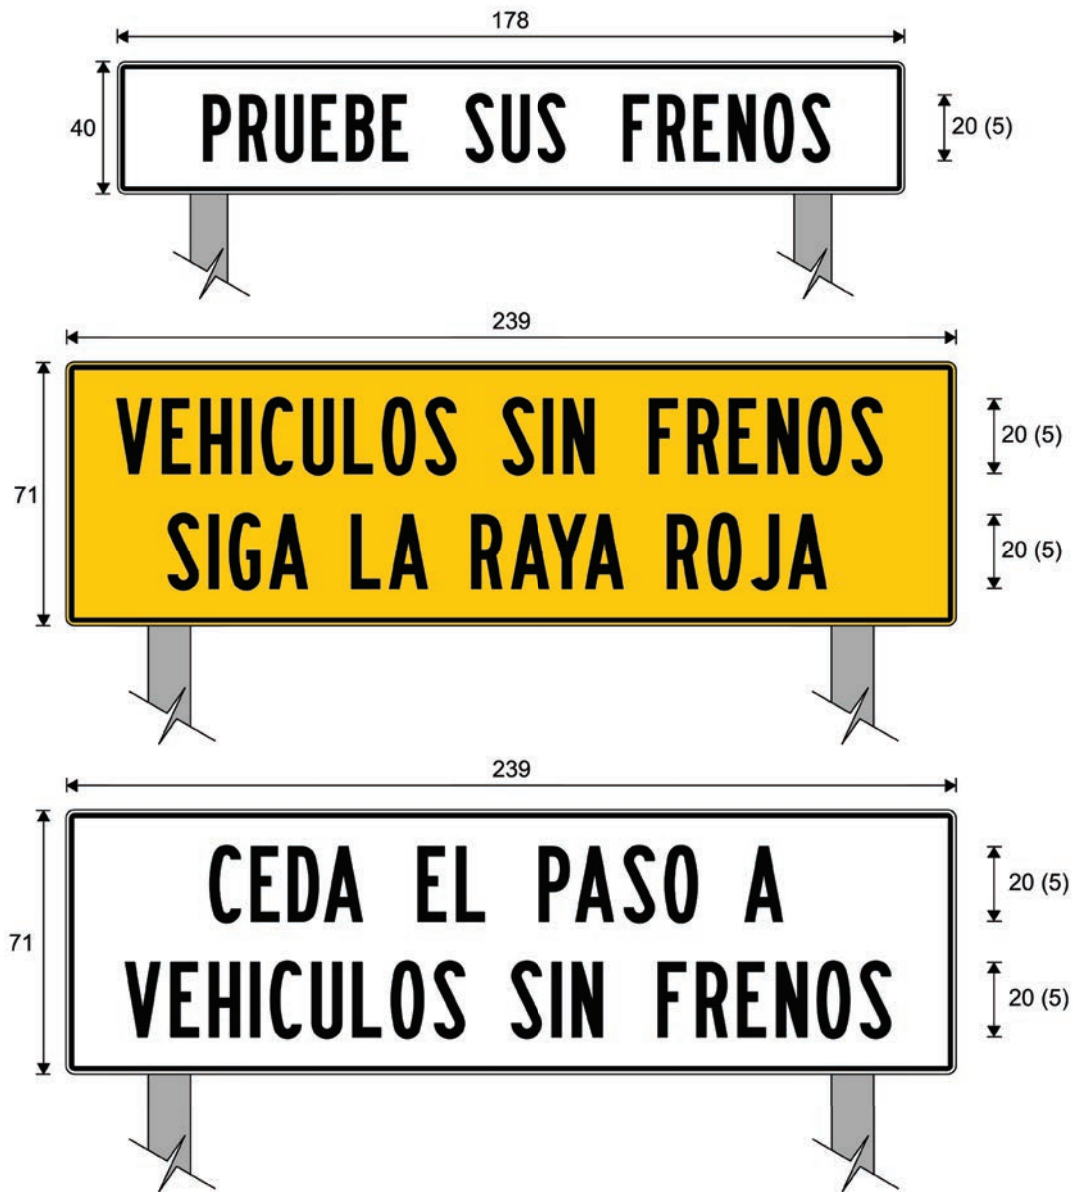 178
40
PRUEBE SUS FRENOS
20 (5)
239
71
VEHICULOS SIN FRENOS
20 (5)
SIGA LA RAYA ROJA
20 (5)
239
71
CEDA EL PASO A
20 (5)
VEHICULOS SIN FRENOS
20 (5)